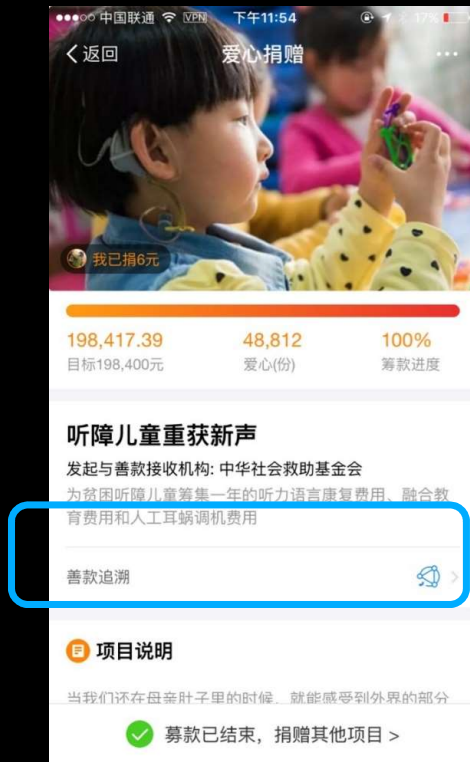 中国联通 VPN 下午11:54 17%
返回 爱心捐赠
我已捐6元
198,417.39 48,812 100%
目标198,400元 爱心(份) 筹款进度
听障儿童重获新声
发起与善款接收机构: 中华社会救助基金会
为贫困听障儿童筹集一年的听力语言康复费用、融合教
育费用和人工耳蜗调机费用
善款追溯
项目说明
当我们还在母亲肚子里的时候，就能感受到外界的部分
募款已结束，捐赠其他项目 >